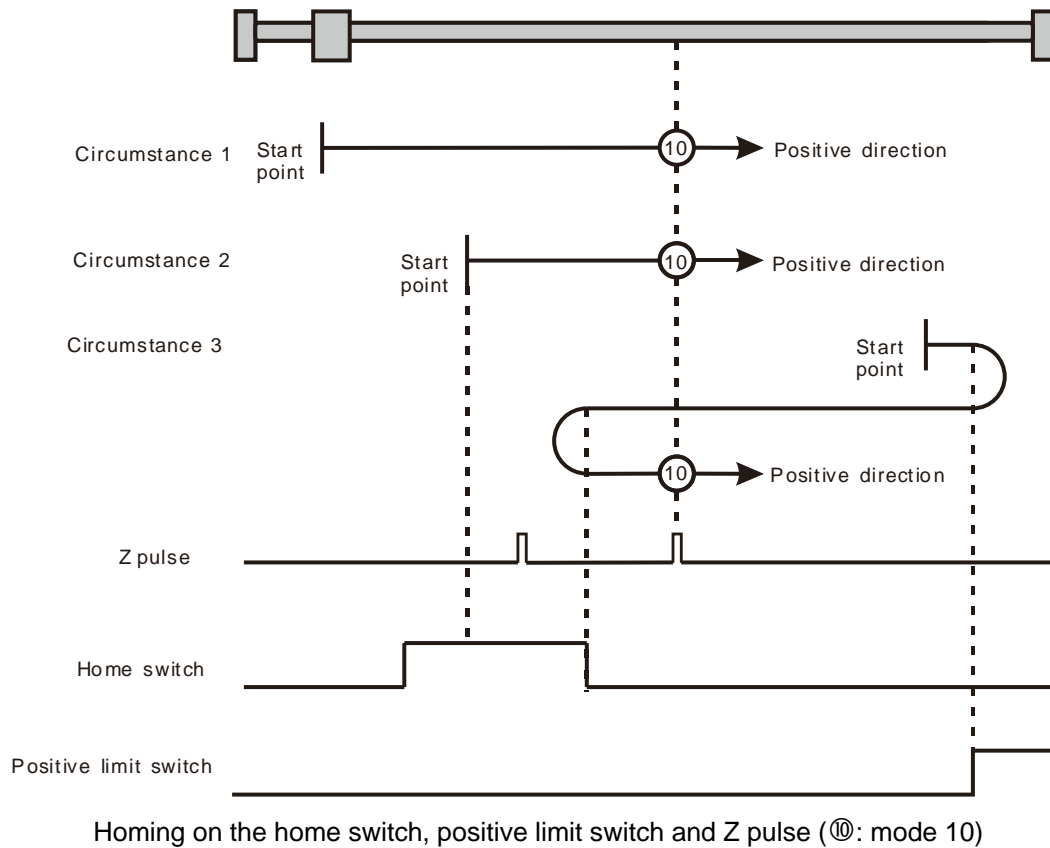 Circumstance 1
Start
point
10
Positive direction
Circumstance 2
Start
point
10
Positive direction
Circumstance 3
Start
point
10
Positive direction
Z pulse
Home switch
Positive limit switch
Homing on the home switch, positive limit switch and Z pulse (⑩: mode 10)